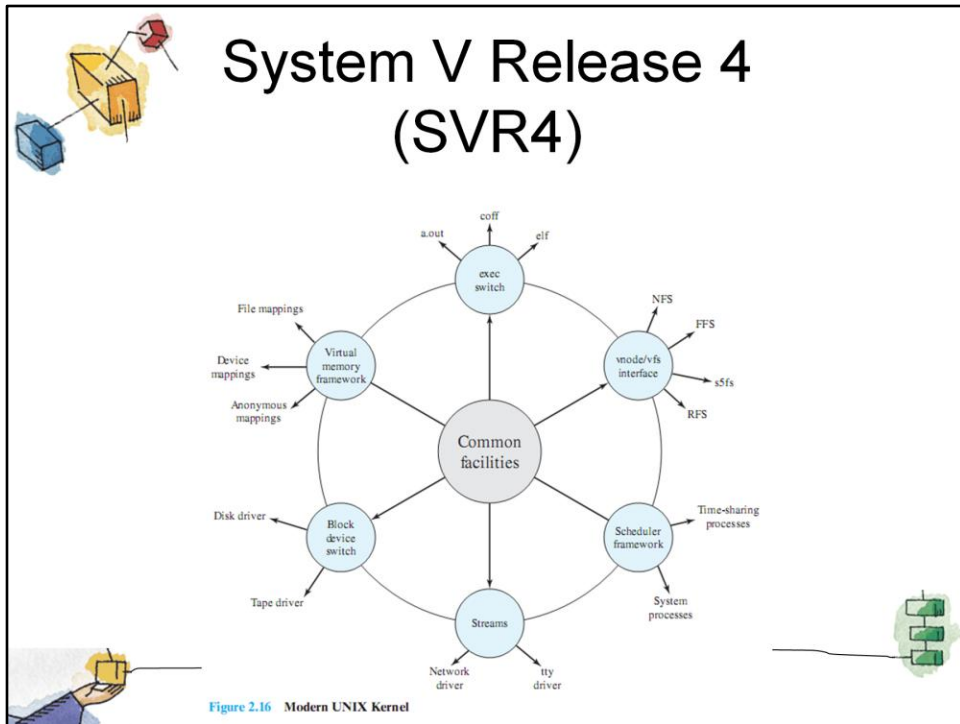 System V Release 4
(SVR4)
coff
a.out
elf
exec
switch
NFS
FFS
s5fs
RFS
vnode/vfs
interface
File mappings
Device
mappings
Anonymous
mappings
Virtual
memory
framework
Common
facilities
Disk driver
Tape driver
Block
device
switch
Time-sharing
processes
System
processes
Scheduler
framework
Streams
Network
driver
tty
driver
Figure 2.16 Modern UNIX Kernel